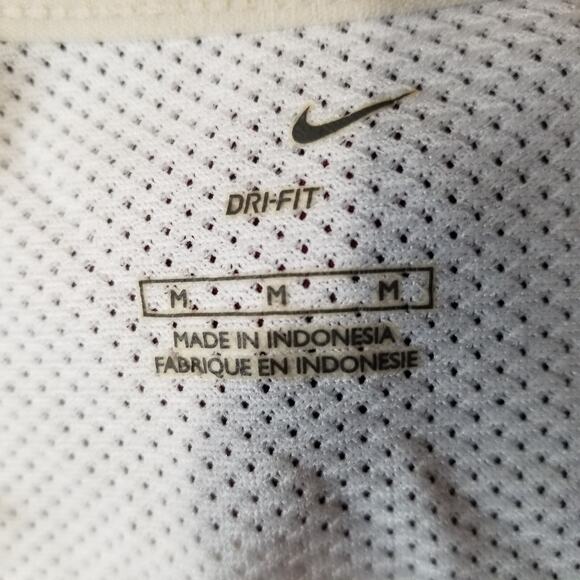 DRI-FIT
M M M
MADE IN INDONESIA
FABRIQUE EN INDONESIE